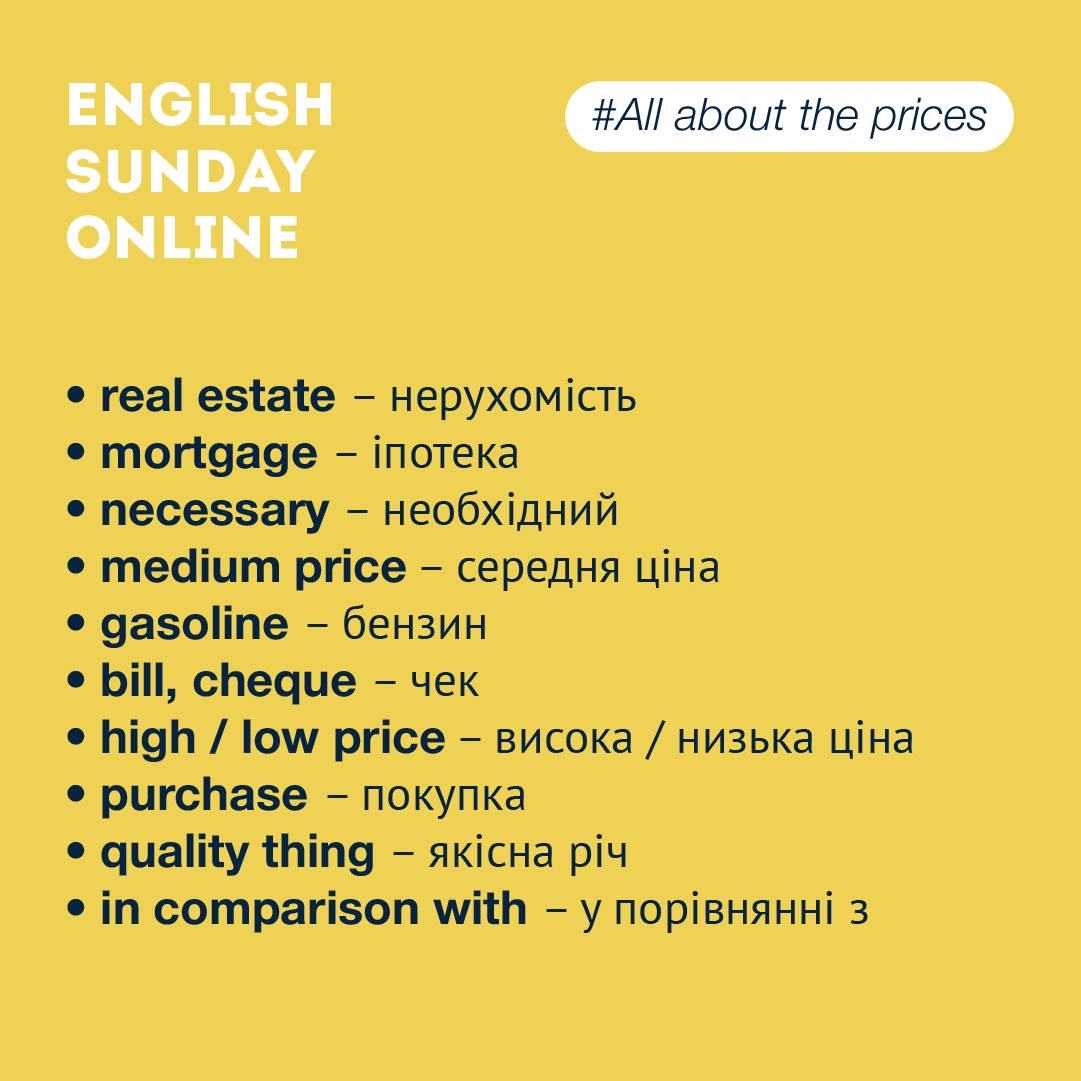 ENGLISH
SUNDAY
ONLINE
#All about the prices
• real estate – нерухомість
• mortgage – іпотека
• necessary – необхідний
• medium price – середня ціна
• gasoline – бензин
• bill, cheque – чек
• high / low price – висока / низька ціна
• purchase – покупка
• quality thing – якісна річ
• in comparison with – у порівнянні з